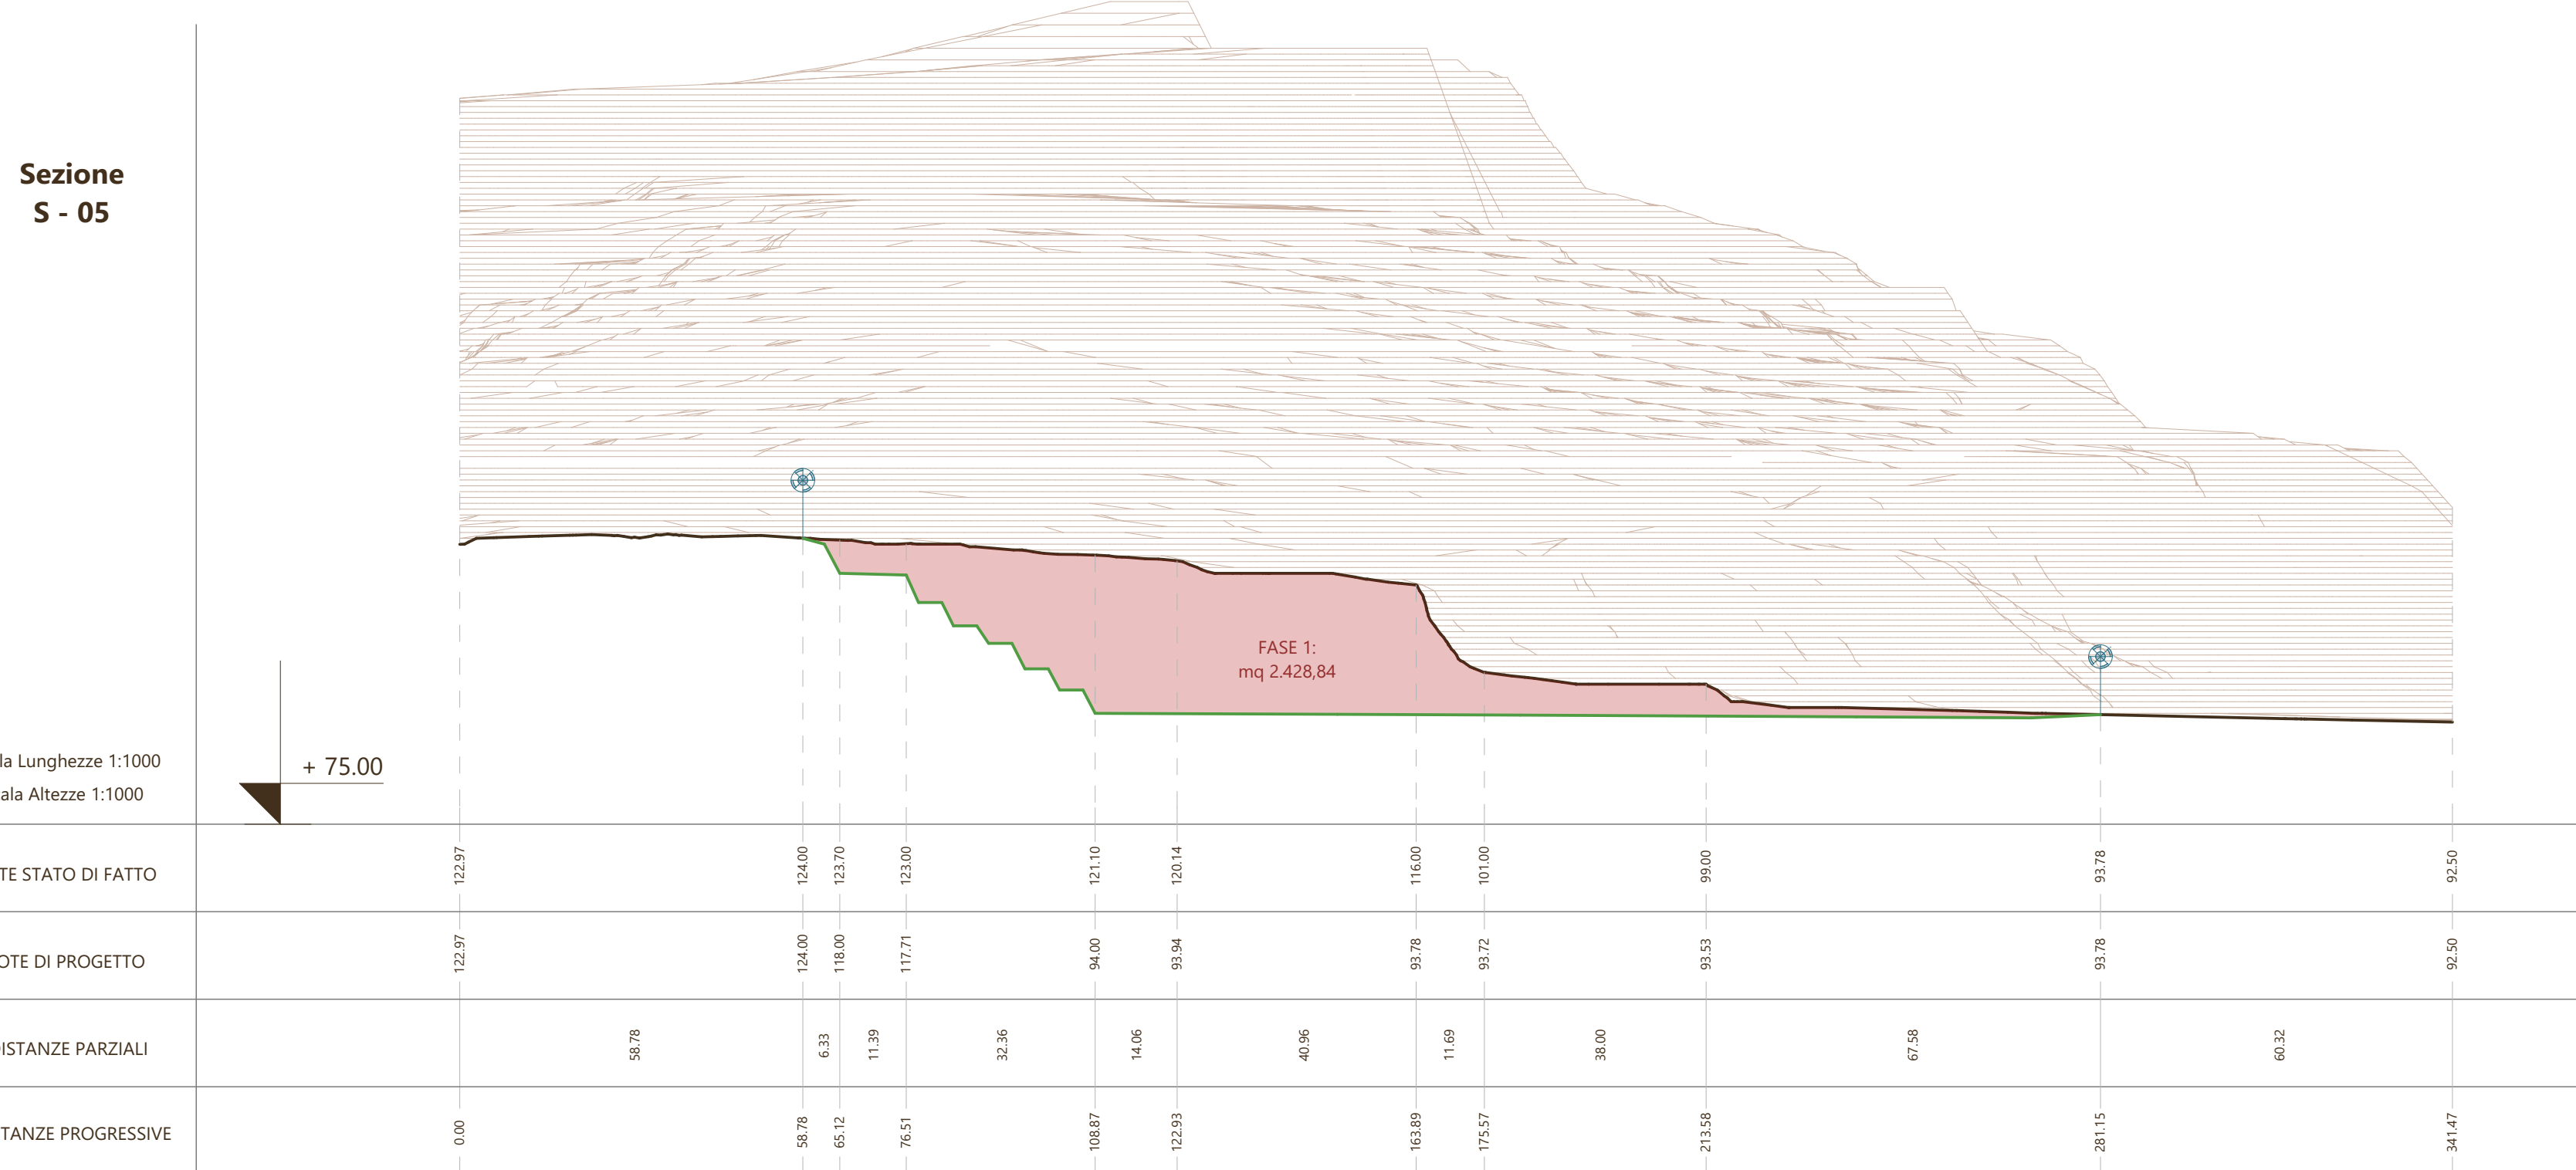 Sezione
S - 05
FASE 1:
mq 2.428,84
la Lunghezze 1:1000
ala Altezze 1:1000
+ 75.00
TE STATO DI FATTO
122.97 124.00 123.70 123.00 121.10 120.14 116.00 101.00 99.00 93.78 92.50
OTE DI PROGETTO
122.97 124.00 118.00 117.71 94.00 93.94 93.78 93.72 93.53 93.78 92.50
ISTANZE PARZIALI
58.78 6.33 11.39 32.36 14.06 40.96 11.69 38.00 67.58 60.32
TANZE PROGRESSIVE
0.00 58.78 65.12 76.51 108.87 122.93 163.89 175.57 213.58 281.15 341.47